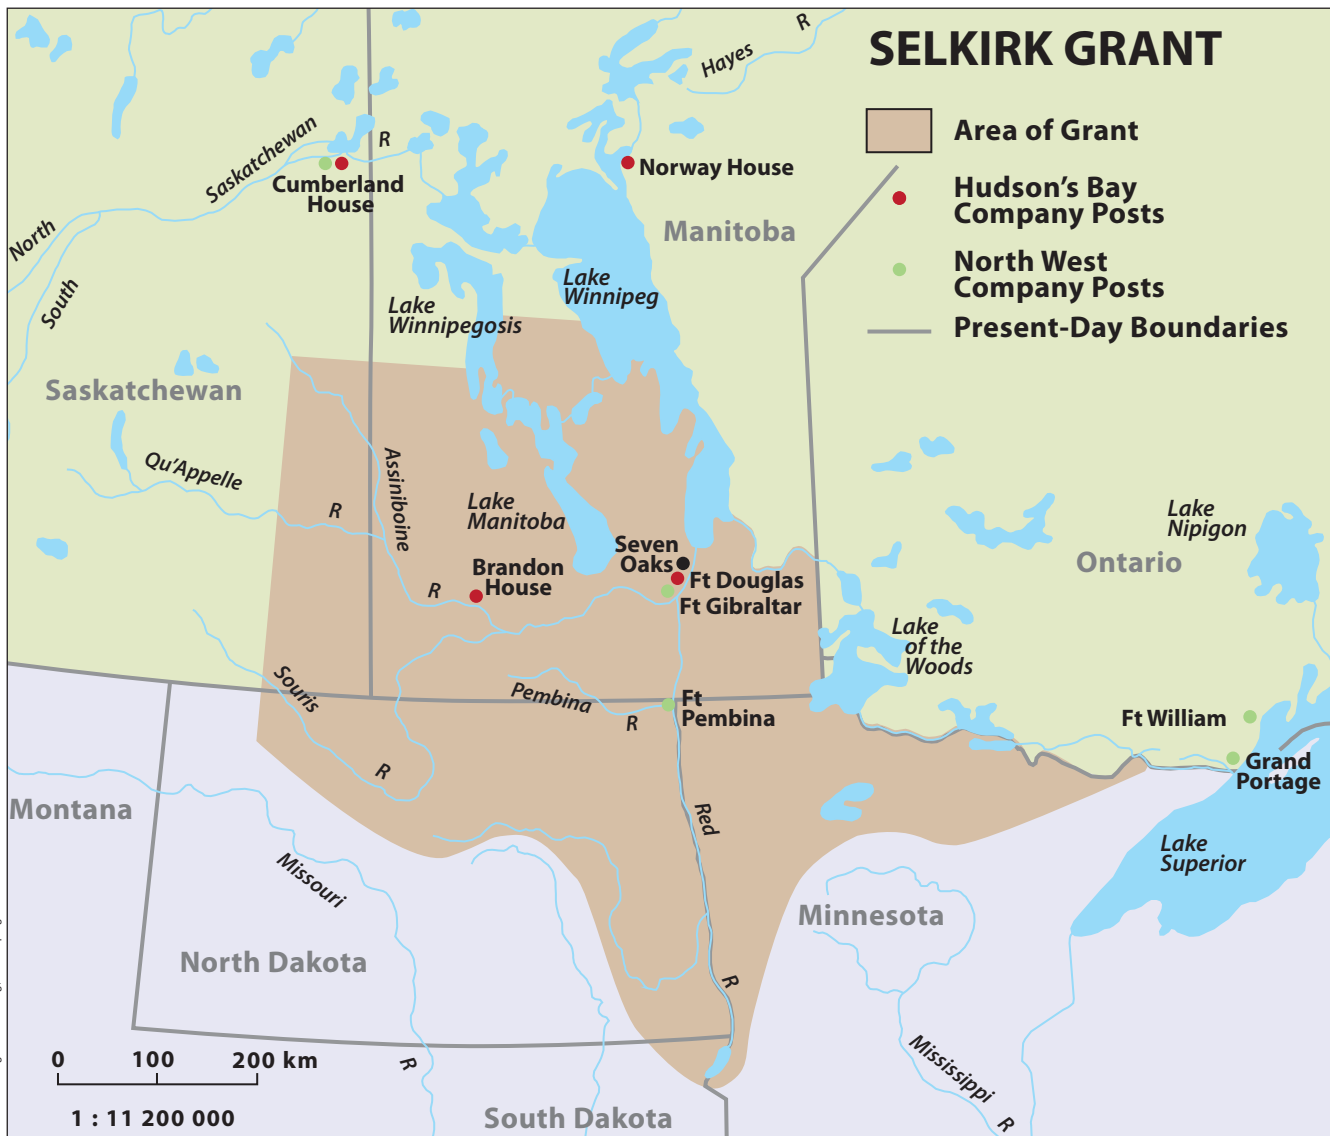 SELKIRK GRANT
Area of Grant
Hudson's Bay
Company Posts
North West
Company Posts
Present-Day Boundaries
Hayes
R
Saskatchewan
R
Cumberland
House
Norway House
Manitoba
North
South
Lake
Winnipeg
Lake
Winnipegosis
Saskatchewan
Qu'Appelle
R
Assiniboine
R
Lake
Manitoba
Lake
Nipigon
Ontario
Seven
Oaks
Brandon
House
Ft Douglas
Ft Gibraltar
Lake
of the
Woods
Souris
R
Pembina
R
Ft
Pembina
Ft William
Grand
Portage
Montana
Red
R
Lake
Superior
Missouri
R
Minnesota
North Dakota
Mississippi
R
South Dakota
0 100 200 km
1 : 11 200 000